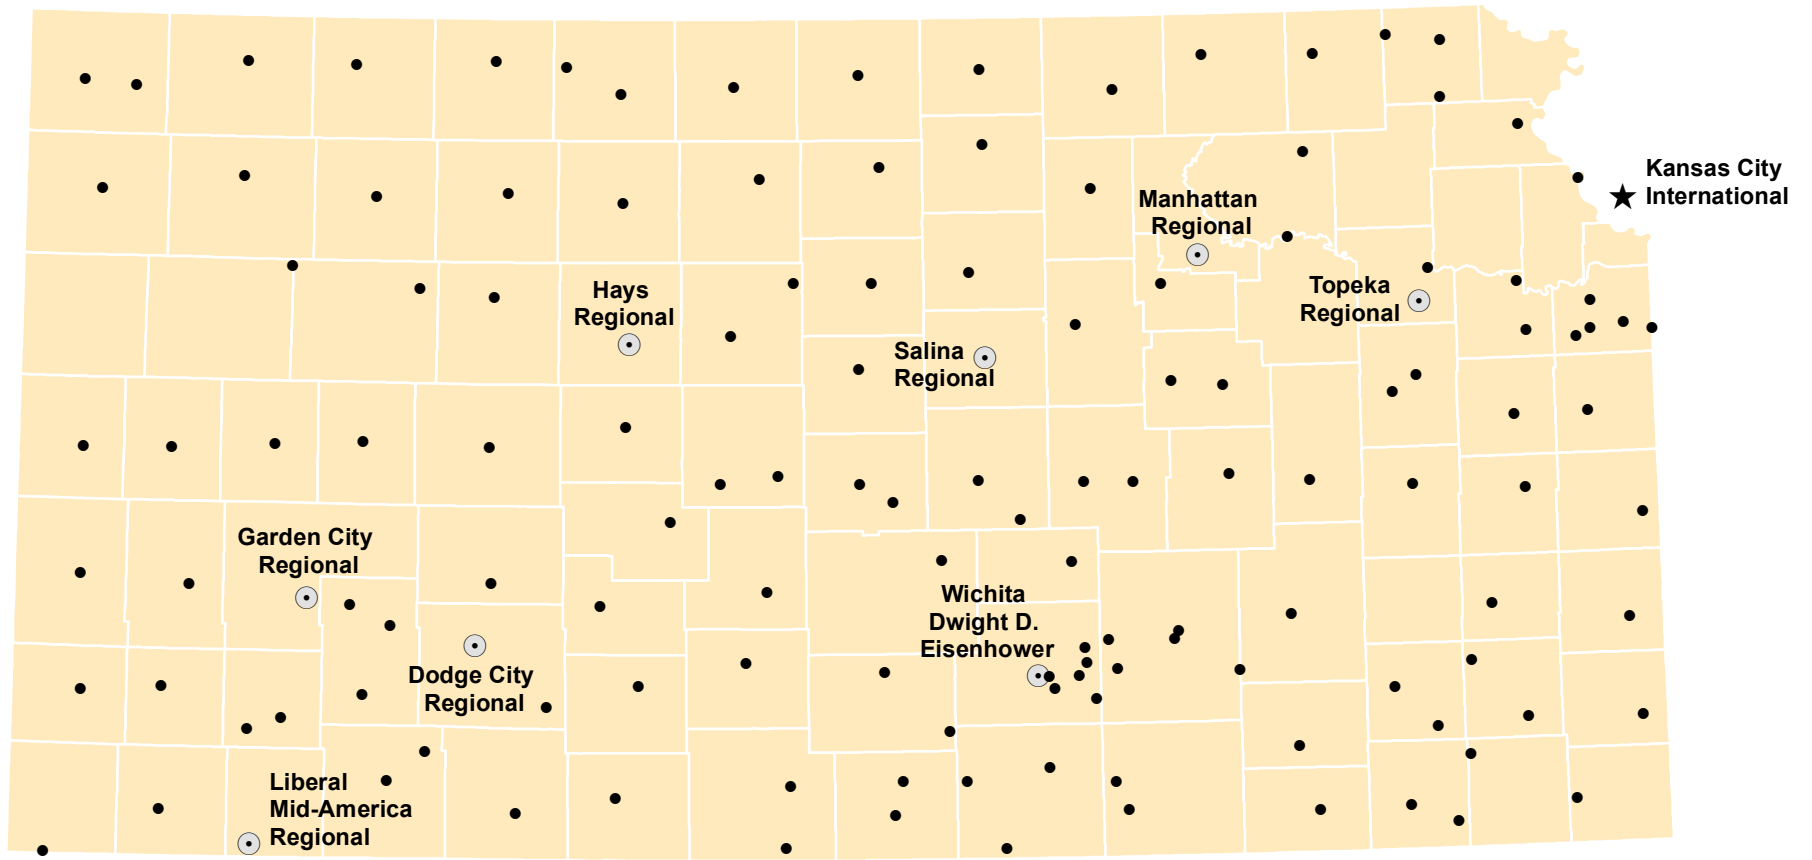 Kansas City
International
Manhattan
Regional
Topeka
Regional
Hays
Regional
Salina
Regional
Garden City
Regional
Wichita
Dwight D.
Eisenhower
Dodge City
Regional
Liberal
Mid-America
Regional